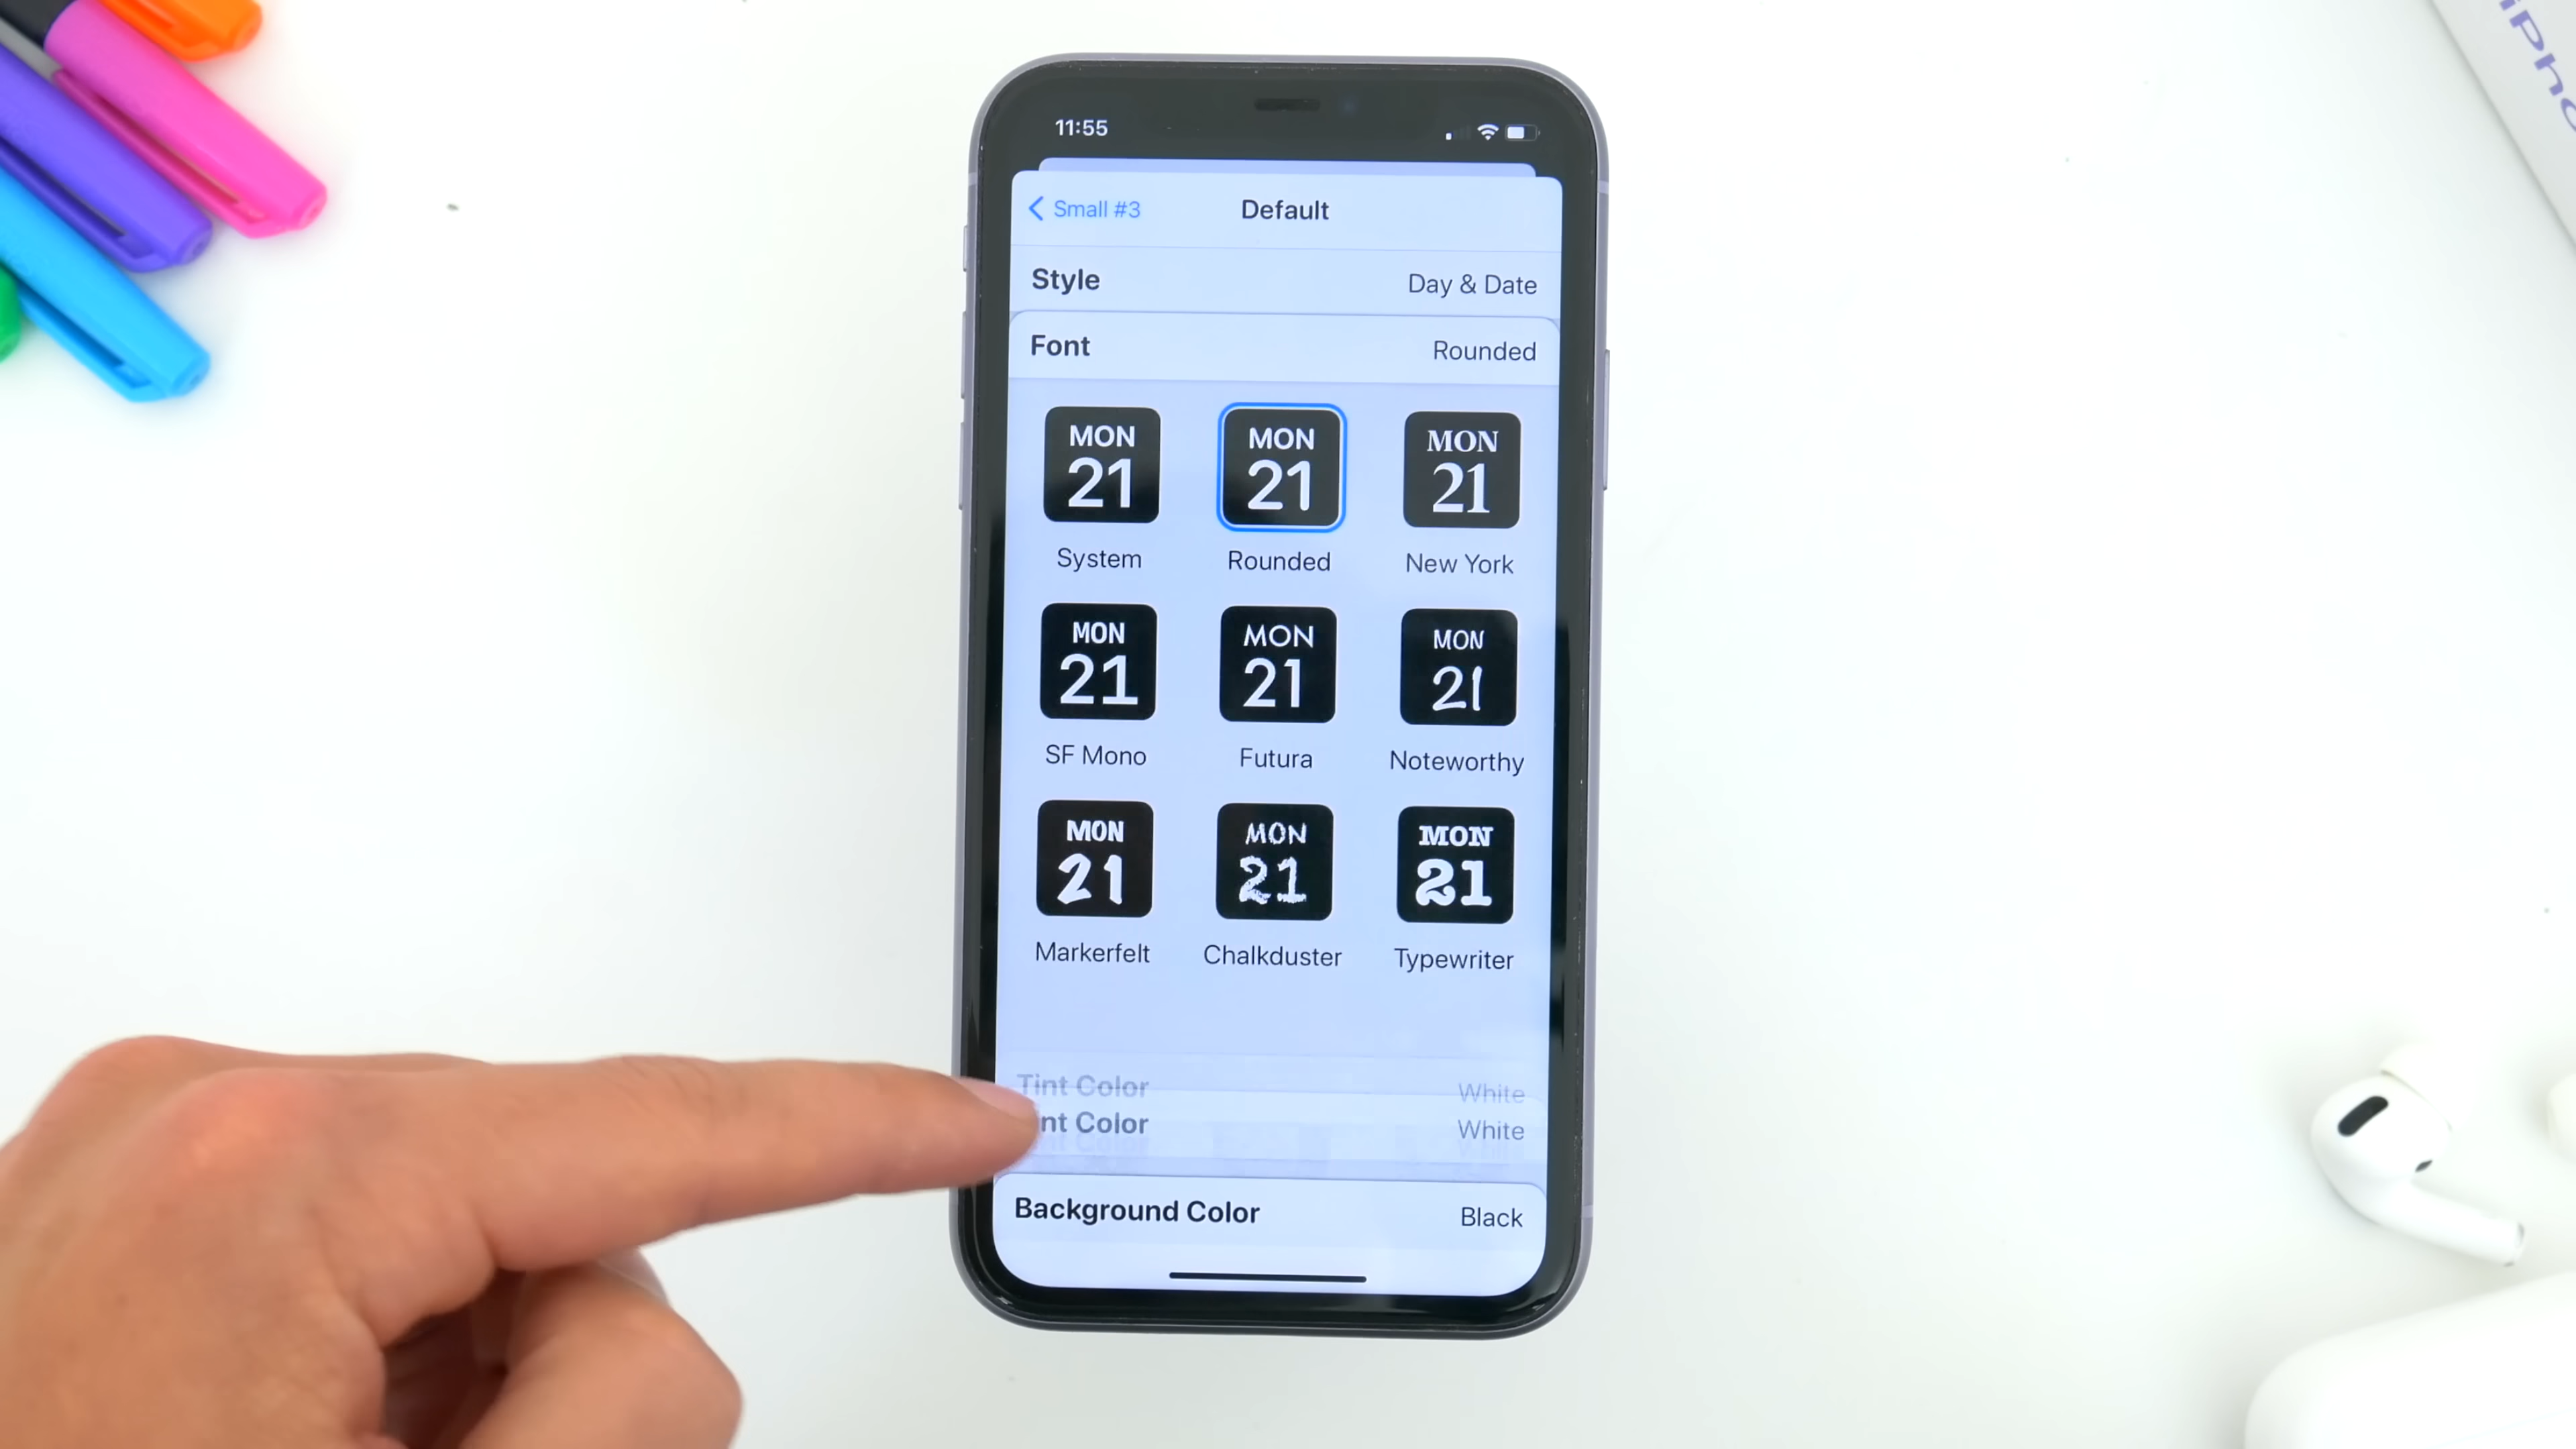 iPho
11:55
Small #3
Default
Style
Day & Date
Font
Rounded
MON
21
MON
21
MON
21
System
Rounded
New York
MON
21
MON
21
MON
21
SF Mono
Futura
Noteworthy
MON
21
MON
21
MON
21
Markerfelt
Chalkduster
Typewriter
Tint Color
White
nt Color
White
Background Color
Black